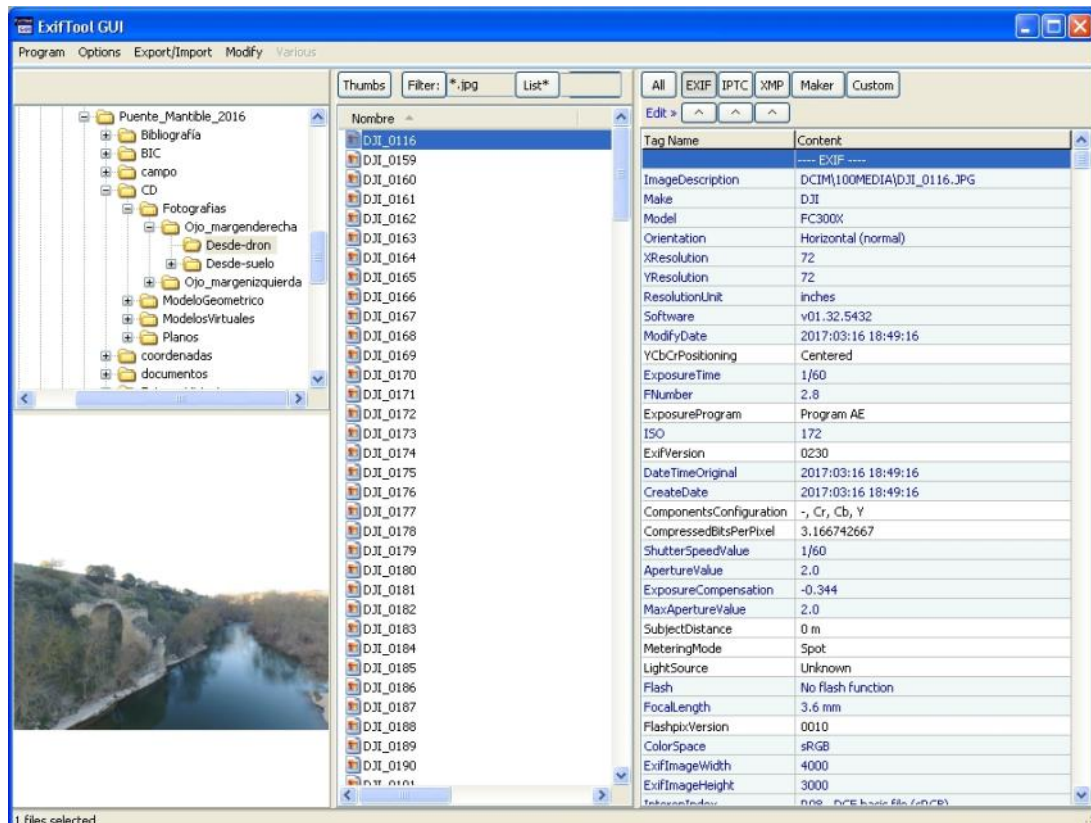 ExifTool GUI
Program Options Export/Import Modify Various
Thumbs Filter: *.jpg List*
All EXIF IPTC XMP Maker Custom
Edit » ^ ^ ^
Puente_Mantible_2016
Bibliografía
BIC
campo
CD
Fotografias
Ojo_margenderecha
Desde-dron
Desde-suelo
Ojo_margenizquierda
ModeloGeometrico
ModelosVirtuales
Planos
coordenadas
documentos
Nombre
DJI_0116
DJI_0159
DJI_0160
DJI_0161
DJI_0162
DJI_0163
DJI_0164
DJI_0165
DJI_0166
DJI_0167
DJI_0168
DJI_0169
DJI_0170
DJI_0171
DJI_0172
DJI_0173
DJI_0174
DJI_0175
DJI_0176
DJI_0177
DJI_0178
DJI_0179
DJI_0180
DJI_0181
DJI_0182
DJI_0183
DJI_0184
DJI_0185
DJI_0186
DJI_0187
DJI_0188
DJI_0189
DJI_0190
DJI_0191
Tag Name Content
---- EXIF ----
ImageDescription DCIM\100MEDIA\DJI_0116.JPG
Make DJI
Model FC300X
Orientation Horizontal (normal)
XResolution 72
YResolution 72
ResolutionUnit inches
Software v01.32.5432
ModifyDate 2017:03:16 18:49:16
YCbCrPositioning Centered
ExposureTime 1/60
FNumber 2.8
ExposureProgram Program AE
ISO 172
ExifVersion 0230
DateTimeOriginal 2017:03:16 18:49:16
CreateDate 2017:03:16 18:49:16
ComponentsConfiguration -, Cr, Cb, Y
CompressedBitsPerPixel 3.166742667
ShutterSpeedValue 1/60
ApertureValue 2.0
ExposureCompensation -0.344
MaxApertureValue 2.0
SubjectDistance 0 m
MeteringMode Spot
LightSource Unknown
Flash No flash function
FocalLength 3.6 mm
FlashpixVersion 0010
ColorSpace sRGB
ExifImageWidth 4000
ExifImageHeight 3000
InteropIndex R98 - DCF basic file (sRGB)
1 files selected